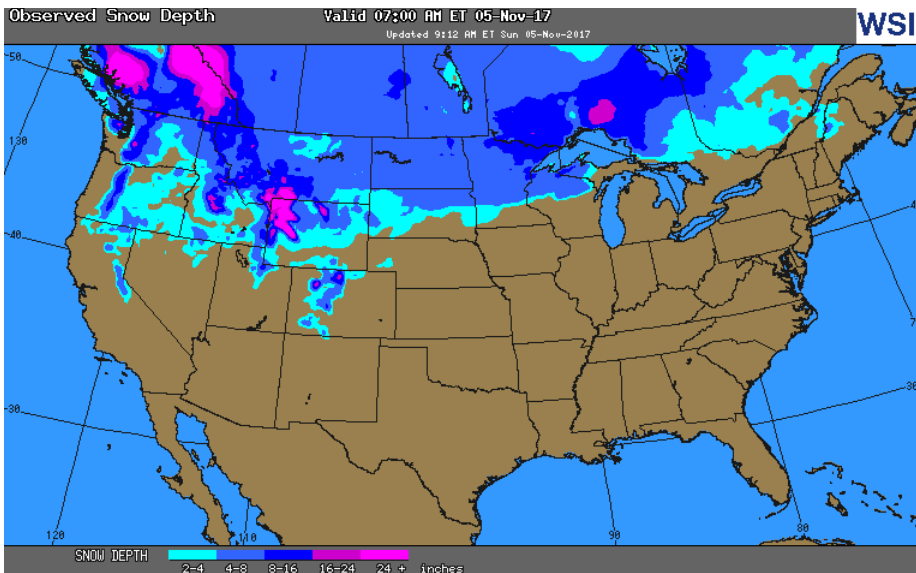 Observed Snow Depth
Valid 07:00 AM ET 05-Nov-17
WSI
Updated 9:12 AM ET Sun 05-Nov-2017
50
130
40
30
120
110
90
80
30
SNOW DEPTH
2-4 4-8 8-16 16-24 24 + inches